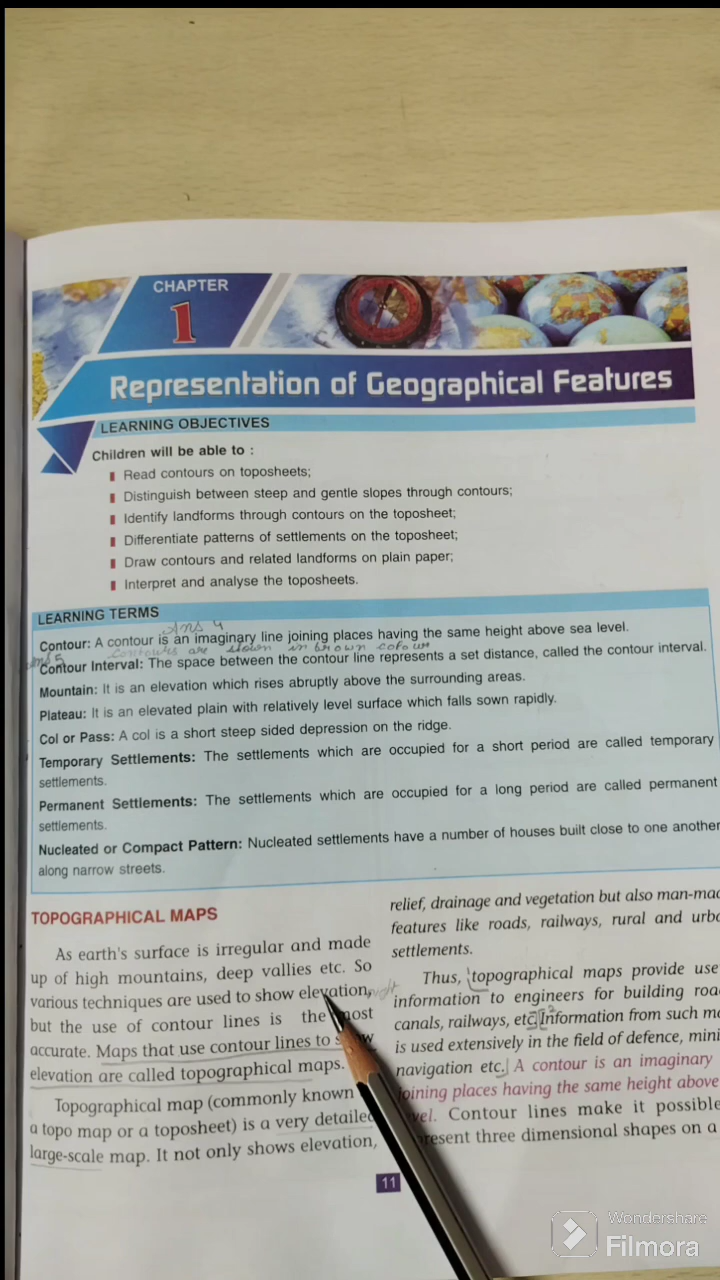 CHAPTER
1
Representation of Geographical Features
LEARNING OBJECTIVES
Children will be able to :
Read contours on toposheets;
Distinguish between steep and gentle slopes through contours;
Identify landforms through contours on the toposheet;
Differentiate patterns of settlements on the toposheet;
Draw contours and related landforms on plain paper;
Interpret and analyse the toposheets.
LEARNING TERMS
Ans 4
Contour: A contour is an imaginary line joining places having the same height above sea level.
Contours are shown in brown colour
Ans 5
Contour Interval: The space between the contour line represents a set distance, called the contour interval.
Mountain: It is an elevation which rises abruptly above the surrounding areas.
Plateau: It is an elevated plain with relatively level surface which falls sown rapidly.
Col or Pass: A col is a short steep sided depression on the ridge.
Temporary Settlements: The settlements which are occupied for a short period are called temporary
settlements.
Permanent Settlements: The settlements which are occupied for a long period are called permanent
settlements.
Nucleated or Compact Pattern: Nucleated settlements have a number of houses built close to one another
along narrow streets.
TOPOGRAPHICAL MAPS
As earth's surface is irregular and made
up of high mountains, deep vallies etc. So
various techniques are used to show elevation,
but the use of contour lines is the most
accurate. Maps that use contour lines to
elevation are called topographical maps.
Topographical map (commonly known
a topo map or a toposheet) is a very detailed
large-scale map. It not only shows elevation,
relief, drainage and vegetation but also
features like roads, railways, rural and
settlements.
Thus, topographical maps provide
information to engineers for building
canals, railways, etc. Information from such
is used extensively in the field of defence,
navigation etc. A contour is an imaginary
joining places having the same height above
Contour lines make it possible
three dimensional shapes on a
11
Wondershare
Filmora